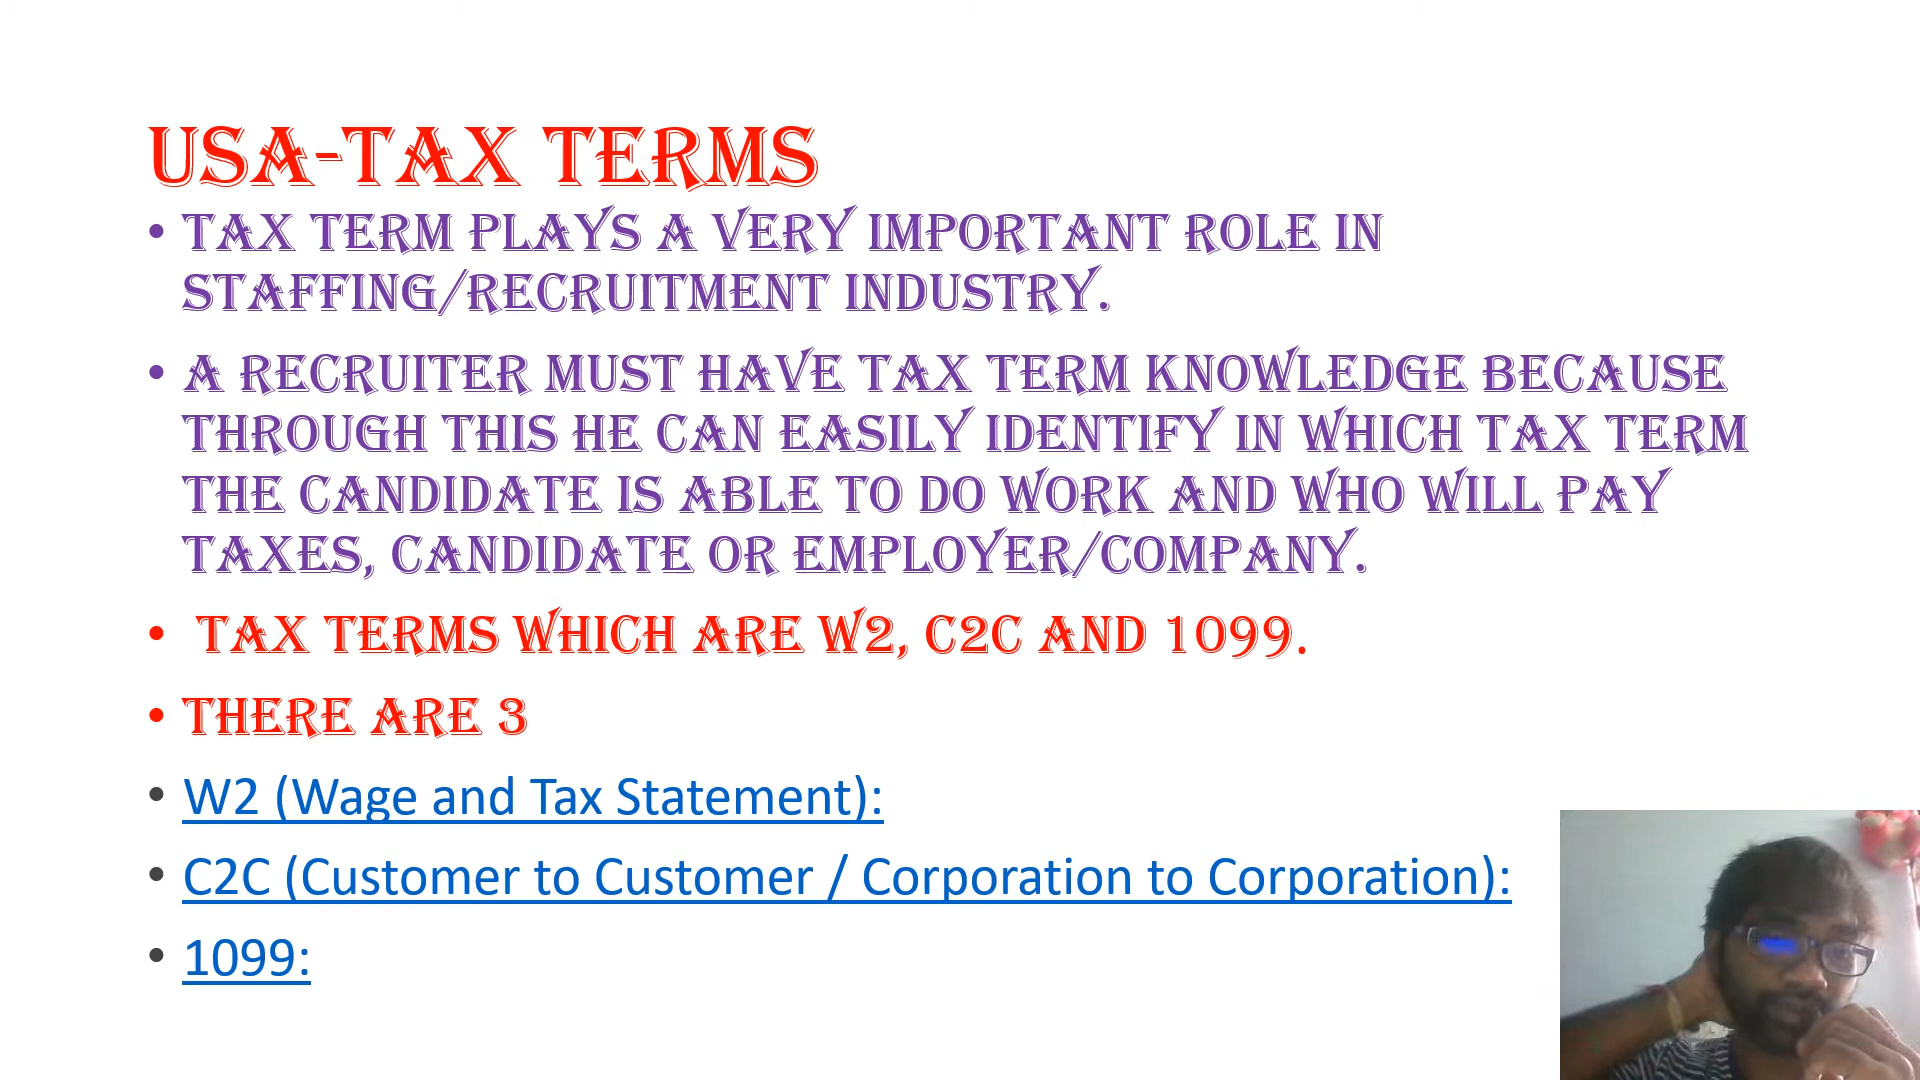 USA-TAX TERMS
• TAX TERM PLAYS A VERY IMPORTANT ROLE IN
STAFFING/RECRUITMENT INDUSTRY.
• A RECRUITER MUST HAVE TAX TERM KNOWLEDGE BECAUSE
THROUGH THIS HE CAN EASILY IDENTIFY IN WHICH TAX TERM
THE CANDIDATE IS ABLE TO DO WORK AND WHO WILL PAY
TAXES, CANDIDATE OR EMPLOYER/COMPANY.
• TAX TERMS WHICH ARE W2, C2C AND 1099.
• THERE ARE 3
• W2 (Wage and Tax Statement):
• C2C (Customer to Customer / Corporation to Corporation):
• 1099: